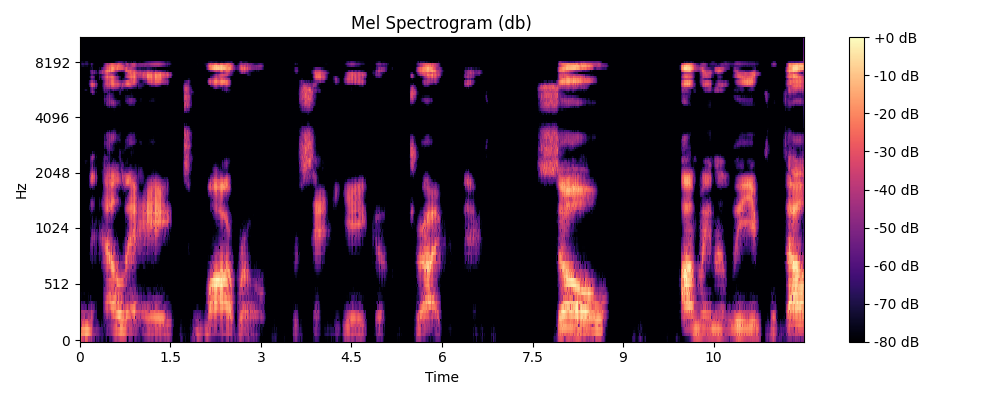 Mel Spectrogram (db)
8192
4096
2048
1024
512
0
Hz
0 1.5 3 4.5 6 7.5 9 10
Time
+0 dB
-10 dB
-20 dB
-30 dB
-40 dB
-50 dB
-60 dB
-70 dB
-80 dB